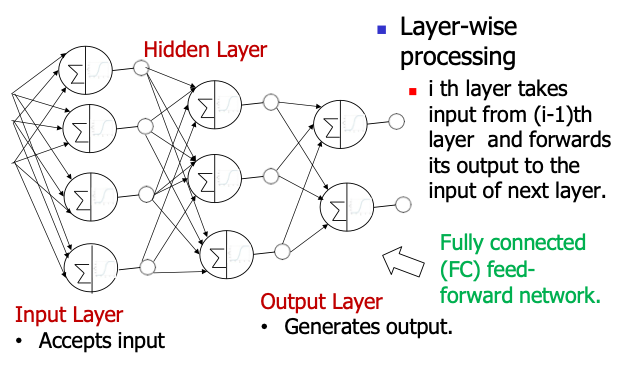 Hidden Layer
Σ
Σ
Σ
Σ
Σ
Σ
Σ
Σ
Σ
Input Layer
• Accepts input
Output Layer
• Generates output.
▪ Layer-wise
processing
▪ i th layer takes
input from (i-1)th
layer and forwards
its output to the
input of next layer.
Fully connected
(FC) feed-
forward network.